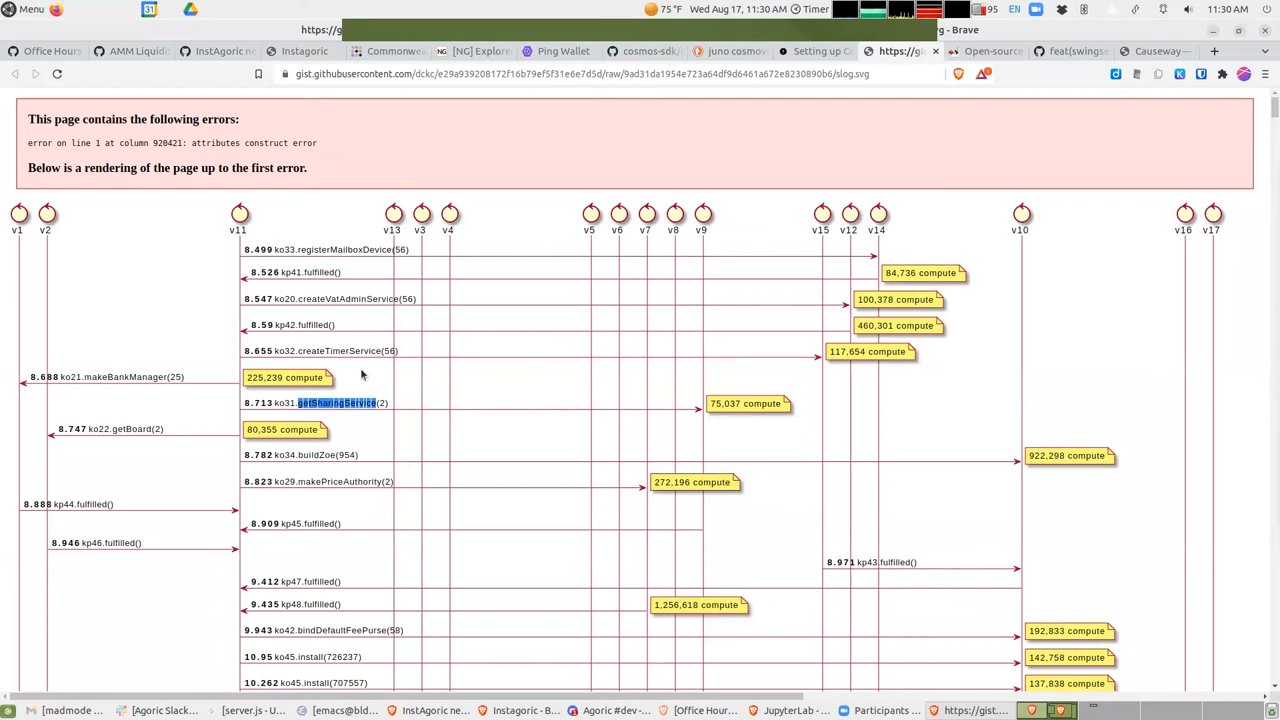 Menu
75 °F
Wed Aug 17, 11:30 AM
Timer
95
EN
11:30 AM
https://g
g - Brave
Office Hours
AMM Liquidi
InstAgoric ne
Instagoric
Commonwea
[NG] Explore
Ping Wallet
cosmos-sdk/
juno cosmov
Setting up Co
https://gi
Open-source
feat(swingse
Causeway—
gist.githubusercontent.com/dckc/e29a939208172f16b79ef5f31e6e7d5d/raw/9ad31da1954e723a64df9d6461a672e8230890b6/slog.svg
This page contains the following errors:
error on line 1 at column 920421: attributes construct error
Below is a rendering of the page up to the first error.
v1 v2 v11 v13 v3 v4 v5 v6 v7 v8 v9 v15 v12 v14 v10 v16 v17
8.499 ko33.registerMailboxDevice(56)
8.526 kp41.fulfilled() 84,736 compute
8.547 ko20.createVatAdminService(56) 100,378 compute
8.59 kp42.fulfilled() 460,301 compute
8.655 ko32.createTimerService(56) 117,654 compute
8.688 ko21.makeBankManager(25) 225,239 compute
8.713 ko31.getSharingService(2) 75,037 compute
8.747 ko22.getBoard(2) 80,355 compute
8.782 ko34.buildZoe(954) 922,298 compute
8.823 ko29.makePriceAuthority(2) 272,196 compute
8.888 kp44.fulfilled()
8.909 kp45.fulfilled()
8.946 kp46.fulfilled()
8.971 kp43.fulfilled()
9.412 kp47.fulfilled()
9.435 kp48.fulfilled() 1,256,618 compute
9.943 ko42.bindDefaultFeePurse(58) 192,833 compute
10.95 ko45.install(726237) 142,758 compute
10.262 ko45.install(707557) 137,838 compute
[madmode ...
[Agoric Slack...
[server.js - U...
[emacs@bld...
InstAgoric ne...
Instagoric - B...
Agoric #dev -...
[Office Hour...
JupyterLab - ...
Participants ...
https://gist....